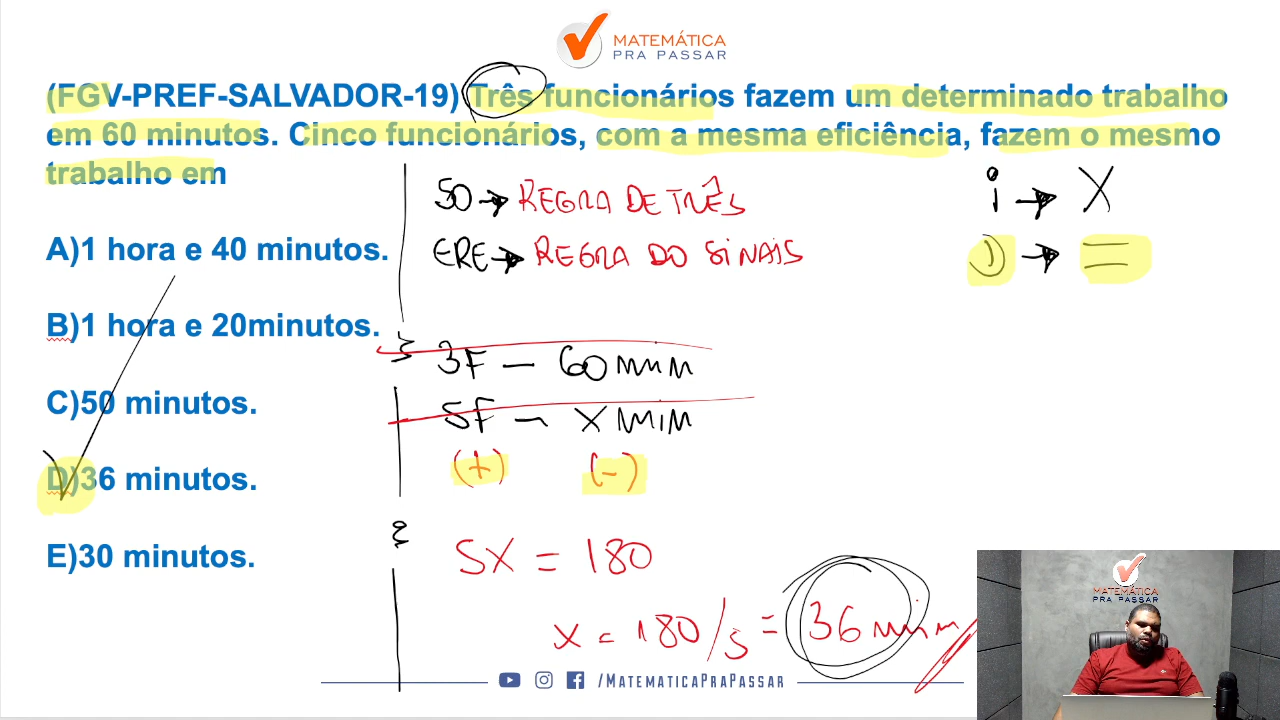 MATEMÁTICA
PRA PASSAR
(FGV-PREF-SALVADOR-19) Três funcionários fazem um determinado trabalho
em 60 minutos. Cinco funcionários, com a mesma eficiência, fazem o mesmo
trabalho em
A)1 hora e 40 minutos.
B)1 hora e 20minutos.
C)50 minutos.
D)36 minutos.
E)30 minutos.
SO → REGRA DE TRÊS
ERE → REGRA DO SINAIS
i → X
D → =
3F — 60 min
5F — X MIN
(+) (-)
5X = 180
X = 180/5 = 36 min
/MatematicaPraPassar
MATEMÁTICA
PRA PASSAR